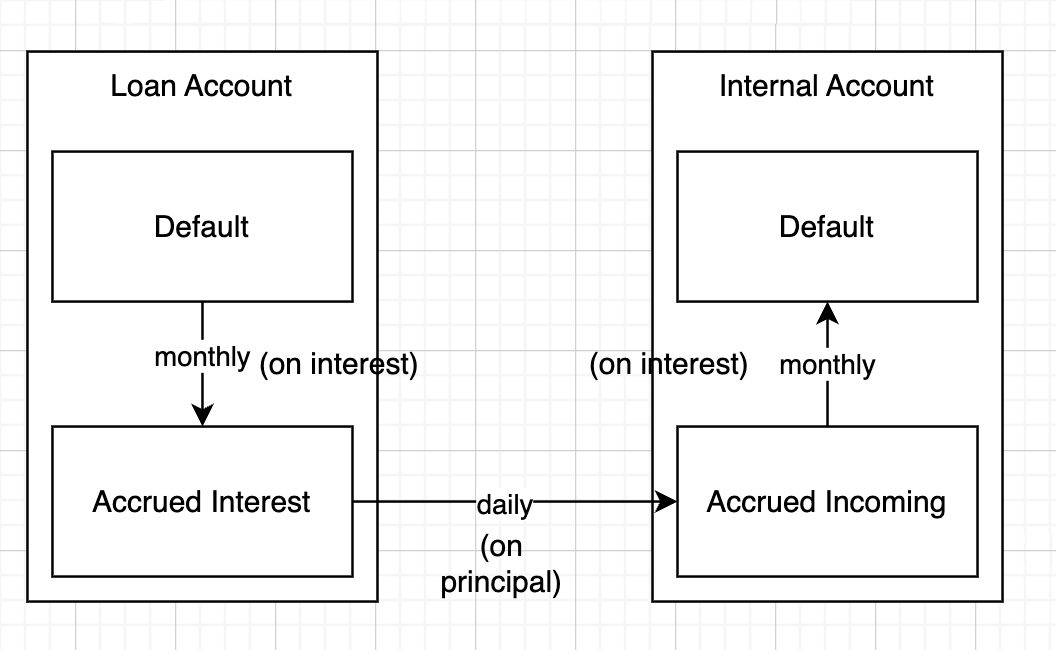 Loan Account
Internal Account
Default
Default
monthly
(on interest)
(on interest)
monthly
Accrued Interest
daily
Accrued Incoming
(on
principal)